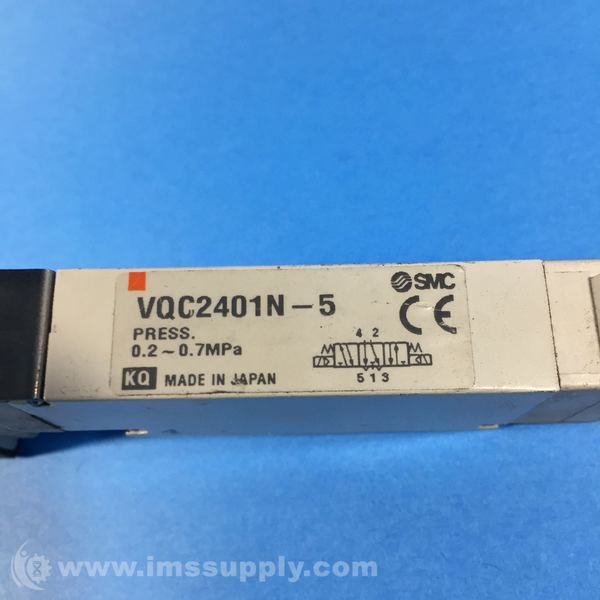 SMC
VQC2401N-5
CE
PRESS.
0.2~0.7MPa
4 2
5 1 3
KQ MADE IN JAPAN
www.imssupply.com